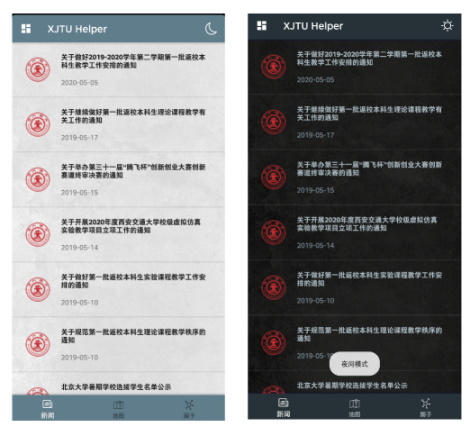 XJTU Helper
关于做好2019-2020学年第二学期第一批返校本
科生教学工作安排的通知
2020-05-05
关于继续做好第一批返校本科生理论课程教学有
关工作的通知
2019-05-17
关于举办第三十一届“腾飞杯”创新创业大赛创新
赛道终审决赛的通知
2019-05-15
关于开展2020年度西安交通大学校级虚拟仿真
实验教学项目立项工作的通知
2019-05-14
关于做好第一批返校本科生实验课程教学工作安
排的通知
2019-05-10
关于规范第一批返校本科生理论课程教学秩序的
通知
2019-05-10
北京大学暑期学校选拔学生名单公示
新闻
地图
圈子
XJTU Helper
关于做好2019-2020学年第二学期第一批返校本
科生教学工作安排的通知
2020-05-05
关于继续做好第一批返校本科生理论课程教学有
关工作的通知
2019-05-17
关于举办第三十一届“腾飞杯”创新创业大赛创新
赛道终审决赛的通知
2019-05-15
关于开展2020年度西安交通大学校级虚拟仿真
实验教学项目立项工作的通知
2019-05-14
关于做好第一批返校本科生实验课程教学工作安
排的通知
2019-05-10
关于规范第一批返校本科生理论课程教学秩序的
通知
2019-05-
夜间模式
北京大学暑期学校选拔学生名单公示
新闻
地图
圈子